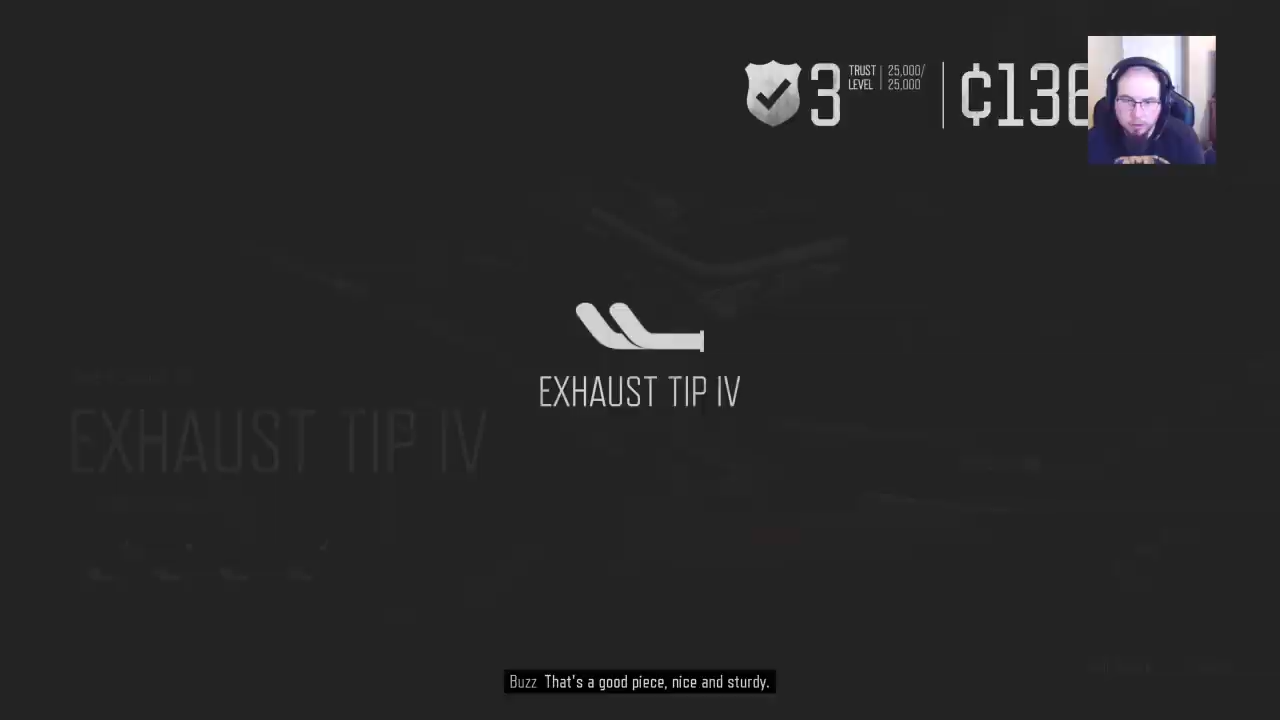 3
TRUST LEVEL
25,000/
25,000
¢136
EXHAUST TIP IV
EXHAUST TIP IV
Buzz That's a good piece, nice and sturdy.